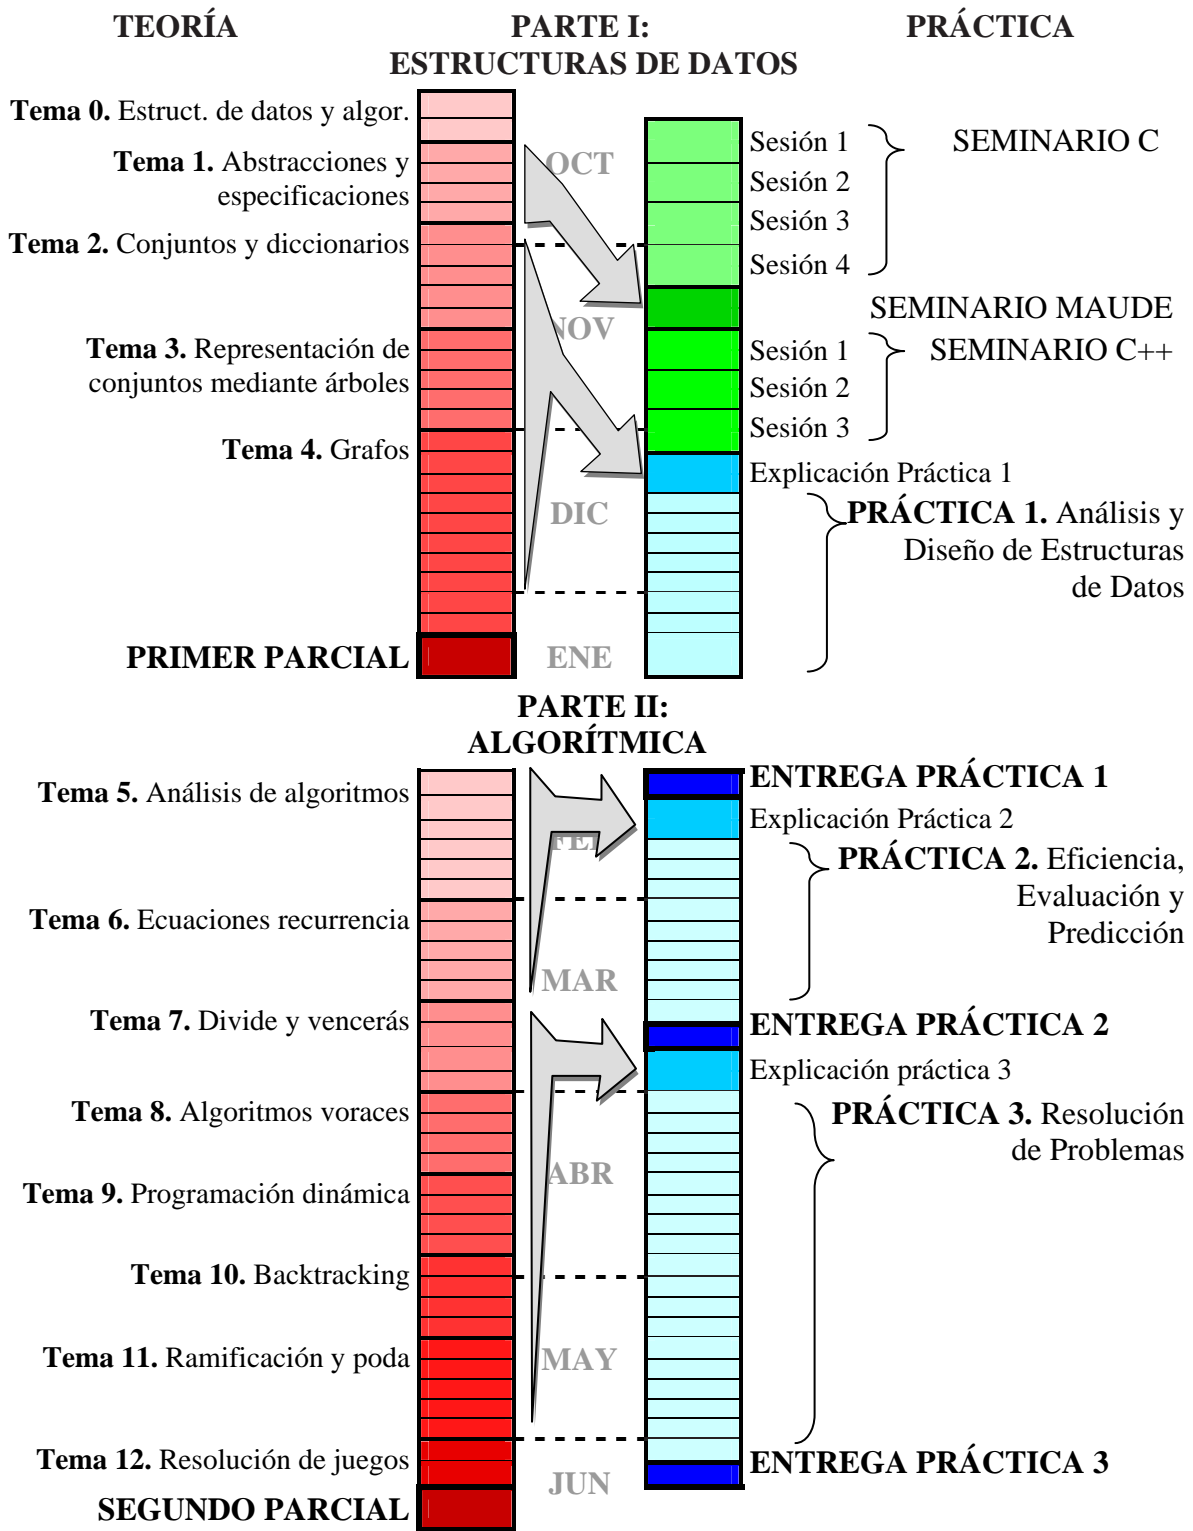 TEORÍA PARTE I: PRÁCTICA
ESTRUCTURAS DE DATOS
Tema 0. Estruct. de datos y algor.
Sesión 1 SEMINARIO C
Tema 1. Abstracciones y OCT
especificaciones Sesión 2
Sesión 3
Tema 2. Conjuntos y diccionarios
Sesión 4
SEMINARIO MAUDE
NOV
Tema 3. Representación de Sesión 1 SEMINARIO C++
conjuntos mediante árboles Sesión 2
Sesión 3
Tema 4. Grafos
Explicación Práctica 1
DIC PRÁCTICA 1. Análisis y
Diseño de Estructuras
de Datos
PRIMER PARCIAL ENE
PARTE II:
ALGORÍTMICA
ENTREGA PRÁCTICA 1
Tema 5. Análisis de algoritmos
Explicación Práctica 2
FEB
PRÁCTICA 2. Eficiencia,
Evaluación y
Predicción
Tema 6. Ecuaciones recurrencia
MAR
Tema 7. Divide y vencerás ENTREGA PRÁCTICA 2
Explicación práctica 3
Tema 8. Algoritmos voraces PRÁCTICA 3. Resolución
de Problemas
ABR
Tema 9. Programación dinámica
Tema 10. Backtracking
Tema 11. Ramificación y poda MAY
Tema 12. Resolución de juegos ENTREGA PRÁCTICA 3
JUN
SEGUNDO PARCIAL